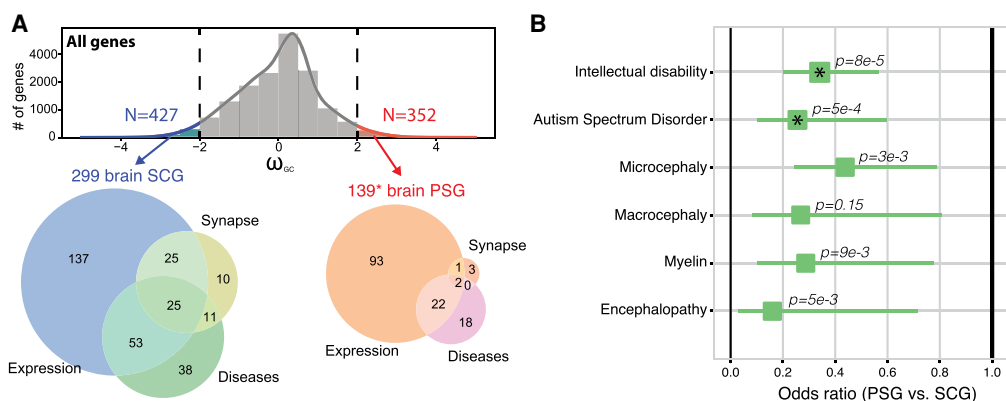 A
All genes
# of genes
4000
2000
1000
0
N=427
N=352
−4
−2
0
2
4
ωGC
299 brain SCG
139* brain PSG
Synapse
137
25
10
25
11
53
38
Expression
Diseases
Synapse
93
1
3
2
0
22
18
Expression
Diseases
B
Intellectual disability
p=8e-5
*
Autism Spectrum Disorder
p=5e-4
*
Microcephaly
p=3e-3
Macrocephaly
p=0.15
Myelin
p=9e-3
Encephalopathy
p=5e-3
0.0
0.2
0.4
0.6
0.8
1.0
Odds ratio (PSG vs. SCG)